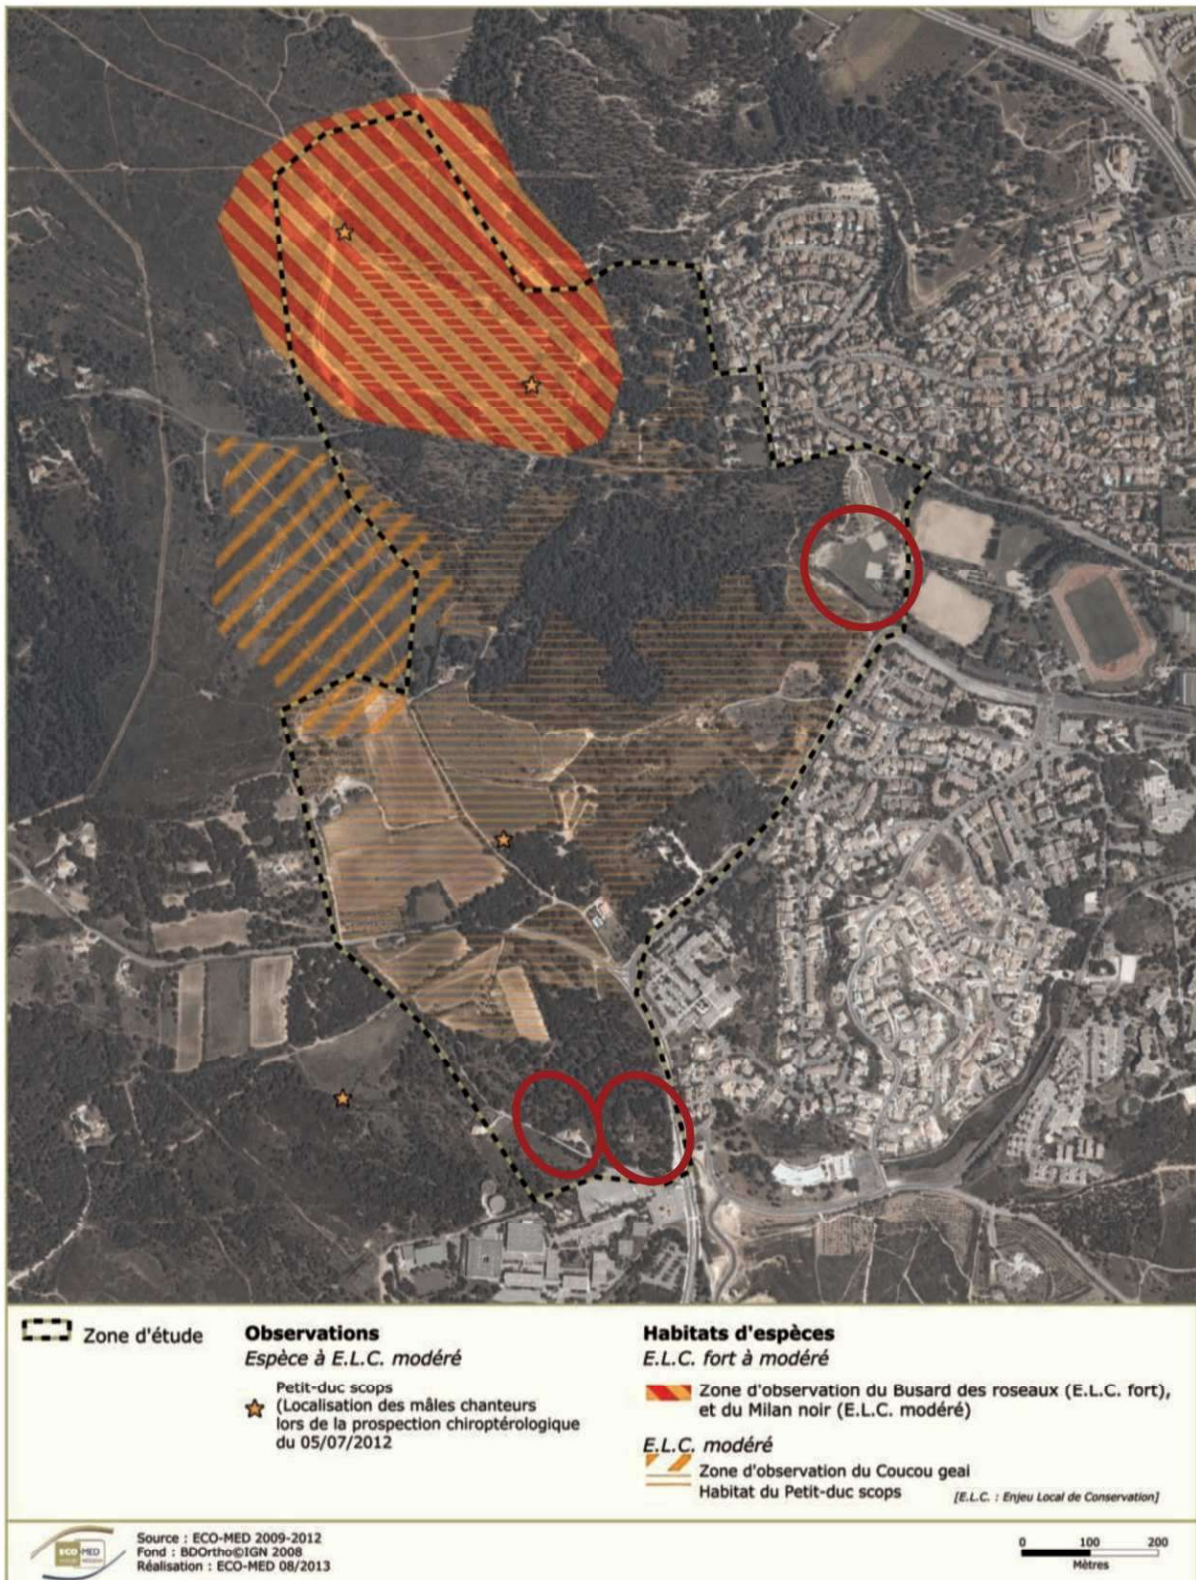 Zone d'étude
Observations
Espèce à E.L.C. modéré
Petit-duc scops
(Localisation des mâles chanteurs
lors de la prospection chiroptérologique
du 05/07/2012
Habitats d'espèces
E.L.C. fort à modéré
Zone d'observation du Busard des roseaux (E.L.C. fort),
et du Milan noir (E.L.C. modéré)
E.L.C. modéré
Zone d'observation du Coucou geai
Habitat du Petit-duc scops
[E.L.C. : Enjeu Local de Conservation]
ECO MED
Source : ECO-MED 2009-2012
Fond : BDOrtho©IGN 2008
Réalisation : ECO-MED 08/2013
0 100 200
Mètres